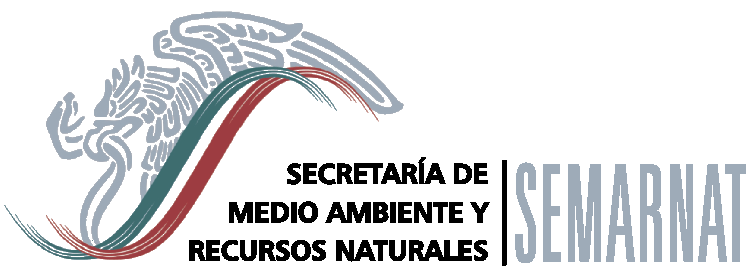 SECRETARÍA DE
MEDIO AMBIENTE Y
RECURSOS NATURALES
SEMARNAT